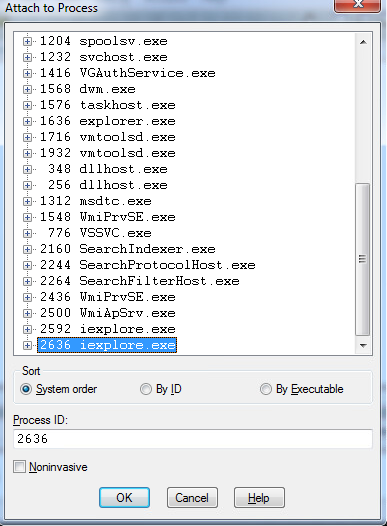 Attach to Process
1204 spoolsv.exe
1232 svchost.exe
1416 VGAuthService.exe
1568 dwm.exe
1576 taskhost.exe
1636 explorer.exe
1716 vmtoolsd.exe
1932 vmtoolsd.exe
348 dllhost.exe
256 dllhost.exe
1312 msdtc.exe
1548 WmiPrvSE.exe
776 VSSVC.exe
2160 SearchIndexer.exe
2244 SearchProtocolHost.exe
2264 SearchFilterHost.exe
2436 WmiPrvSE.exe
2500 WmiApSrv.exe
2592 iexplore.exe
2636 iexplore.exe
Sort
System order By ID By Executable
Process ID:
2636
Noninvasive
OK Cancel Help